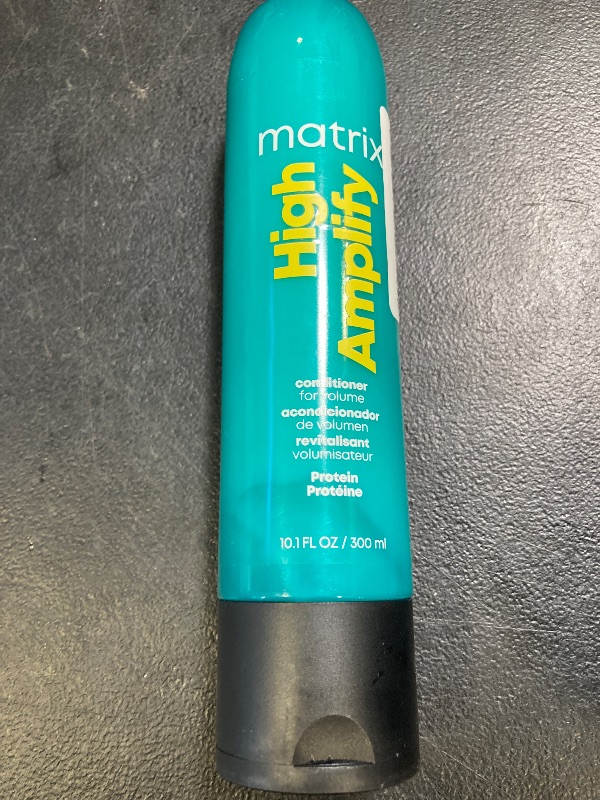 matrix
High
Amplify
conditioner
for volume
acondicionador
de volumen
revitalisant
volumisateur
Protein
Protéine
10.1 FL OZ / 300 ml